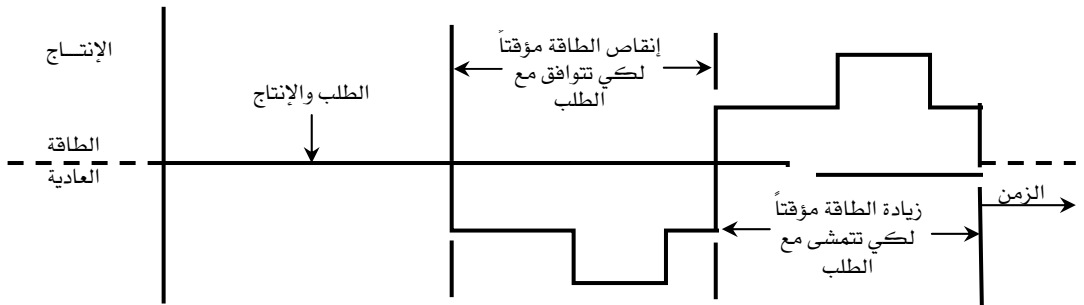 الإنتـــاج
الطاقة
العادية
الطلب والإنتاج
إنقاص الطاقة مؤقتاً
لكي تتوافق مع
الطلب
زيادة الطاقة مؤقتاً
لكي تتمشى مع
الطلب
الزمن